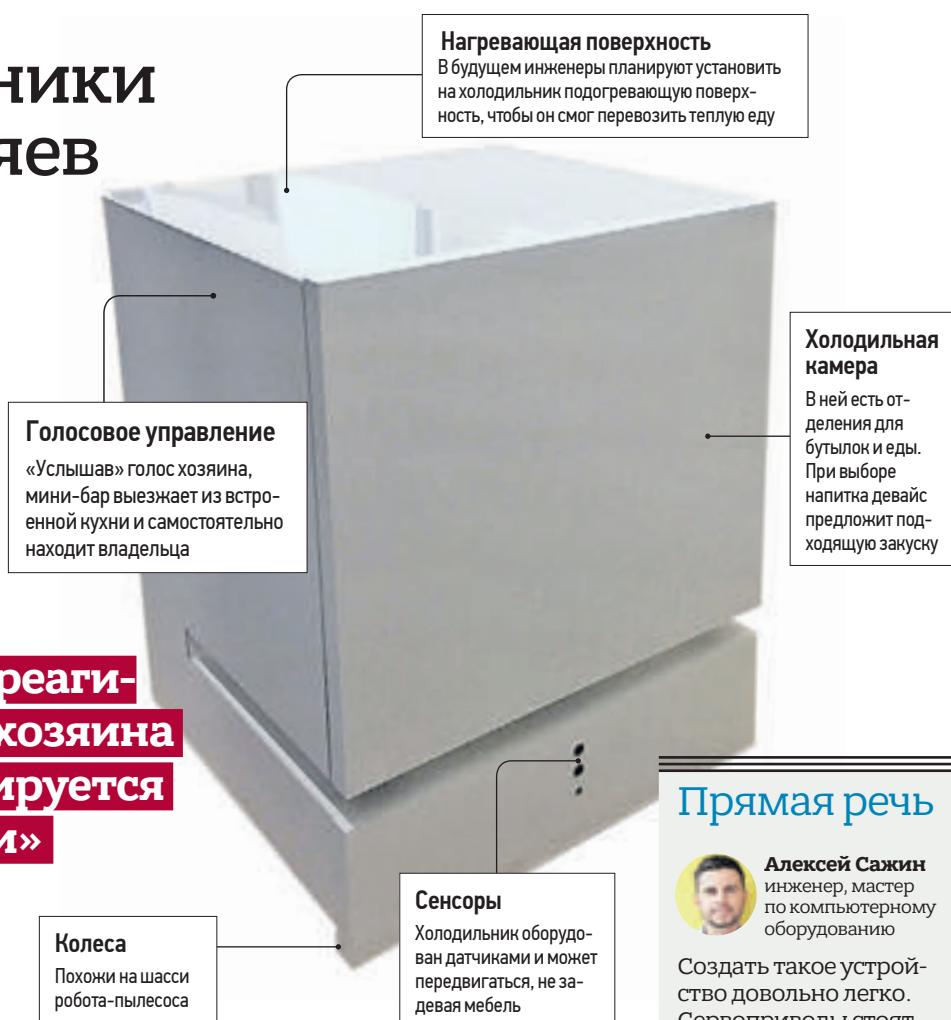 ники
яев
Нагревающая поверхность
В будущем инженеры планируют установить
на холодильник подогревающую поверх-
ность, чтобы он смог перевозить теплую еду
Голосовое управление
«Услышав» голос хозяина,
мини-бар выезжает из встро-
енной кухни и самостоятельно
находит владельца
Холодильная
камера
В ней есть от-
деления для
бутылок и еды.
При выборе
напитка девайс
предложит под-
ходящую закуску
реаги-
хозяина
ируется
и»
Колеса
Похожи на шасси
робота-пылесоса
Сенсоры
Холодильник оборудо-
ван датчиками и может
передвигаться, не за-
девая мебель
Прямая речь
Алексей Сажин
инженер, мастер
по компьютерному
оборудованию
Создать такое устрой-
ство довольно легко.
Сервоприводы стоят